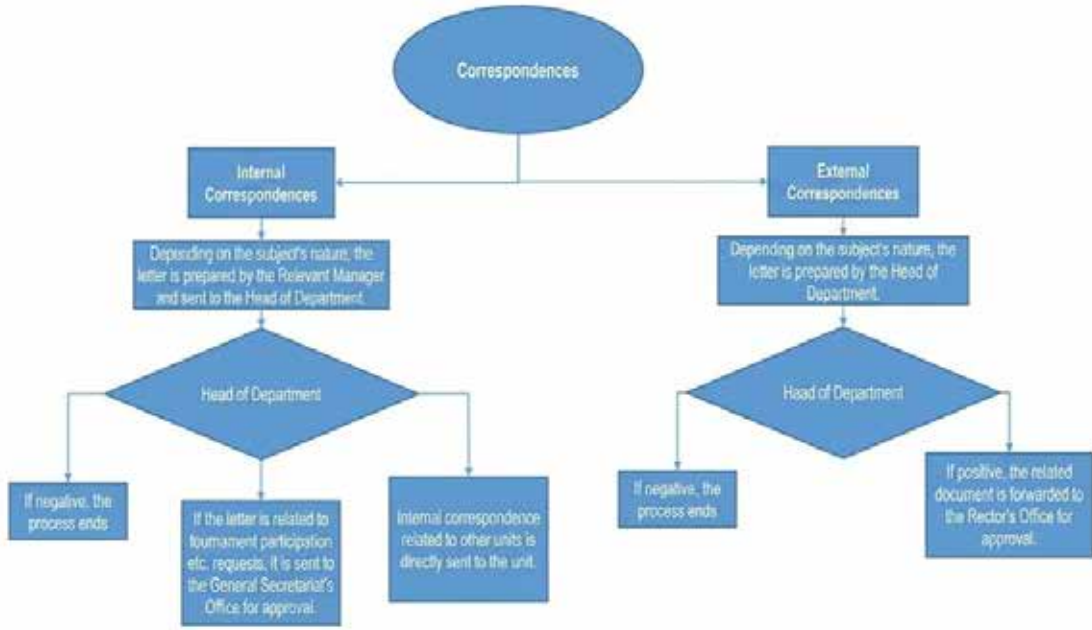 Correspondences
Internal
Correspondences
External
Correspondences
Depending on the subject's nature, the
letter is prepared by the Relevant Manager
and sent to the Head of Department.
Depending on the subject's nature, the
letter is prepared by the Head of
Department.
Head of Department
Head of Department
If negative, the
process ends
If the letter is related to
tournament participation
etc. requests, it is sent to
the General Secretariat's
Office for approval.
Internal correspondence
related to other units is
directly sent to the unit.
If negative, the
process ends
If positive, the related
document is forwarded to
the Rector's Office for
approval.